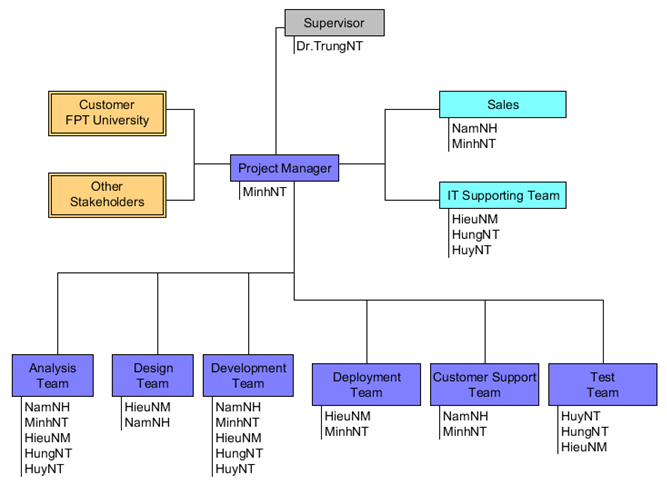 Supervisor
Dr.TrungNT
Customer
FPT University
Sales
NamNH
MinhNT
Project Manager
MinhNT
Other
Stakeholders
IT Supporting Team
HieuNM
HungNT
HuyNT
Analysis
Team
NamNH
MinhNT
HieuNM
HungNT
HuyNT
Design
Team
HieuNM
NamNH
Development
Team
NamNH
MinhNT
HieuNM
HungNT
HuyNT
Deployment
Team
HieuNM
MinhNT
Customer Support
Team
NamNH
MinhNT
Test
Team
HuyNT
HungNT
HieuNM